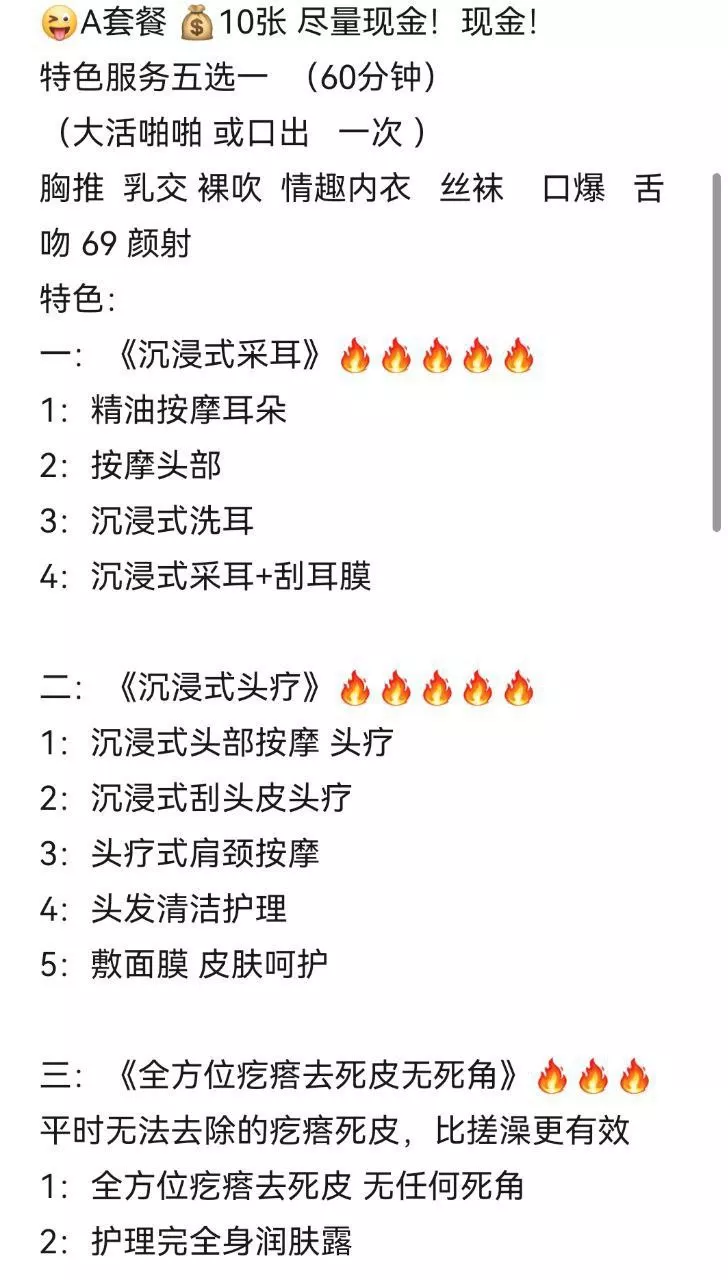 😜A套餐 💰10张 尽量现金！现金！
特色服务五选一 （60分钟）
（大活啪啪 或口出 一次 ）
胸推 乳交 裸吹 情趣内衣 丝袜 口爆 舌
吻 69 颜射
特色：
一：《沉浸式采耳》🔥🔥🔥🔥🔥
1：精油按摩耳朵
2：按摩头部
3：沉浸式洗耳
4：沉浸式采耳+刮耳膜
二：《沉浸式头疗》🔥🔥🔥🔥🔥
1：沉浸式头部按摩 头疗
2：沉浸式刮头皮头疗
3：头疗式肩颈按摩
4：头发清洁护理
5：敷面膜 皮肤呵护
三：《全方位疙瘩去死皮无死角》🔥🔥🔥
平时无法去除的疙瘩死皮，比搓澡更有效
1：全方位疙瘩去死皮 无任何死角
2：护理完全身润肤露